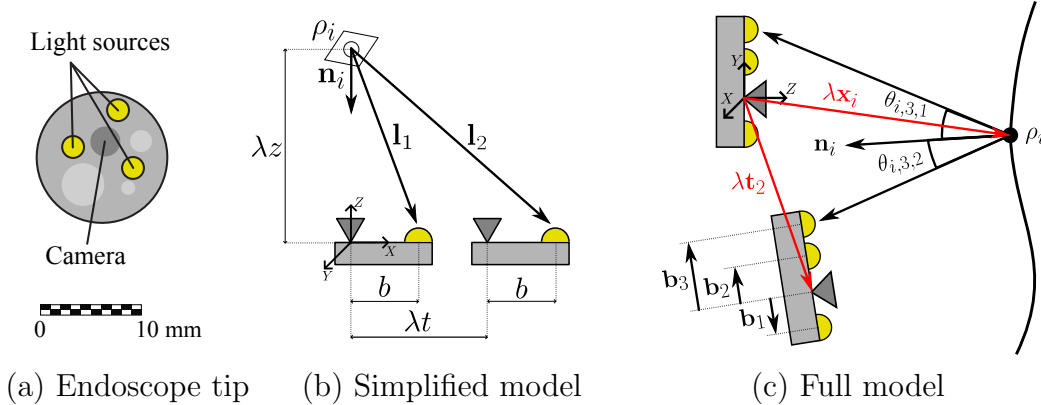 Light sources
Camera
0 10 mm
(a) Endoscope tip
ρᵢ
nᵢ
λz
l₁
l₂
Z
X
Y
b
b
λt
(b) Simplified model
Y
X
Z
λxᵢ
θᵢ,₃,₁
ρᵢ
nᵢ
θᵢ,₃,₂
λt₂
b₃
b₂
b₁
(c) Full model